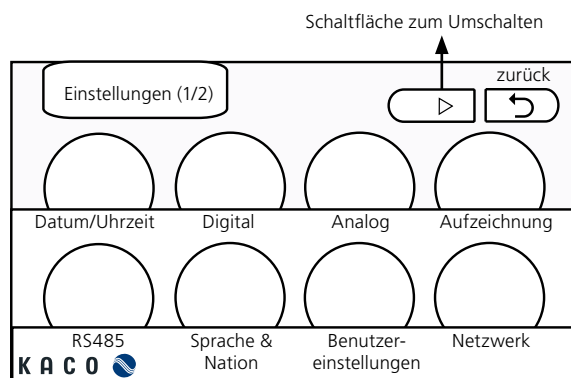 Schaltfläche zum Umschalten
zurück
Einstellungen (1/2)
Datum/Uhrzeit
Digital
Analog
Aufzeichnung
RS485
Sprache &
Nation
Benutzer-
einstellungen
Netzwerk
KACO